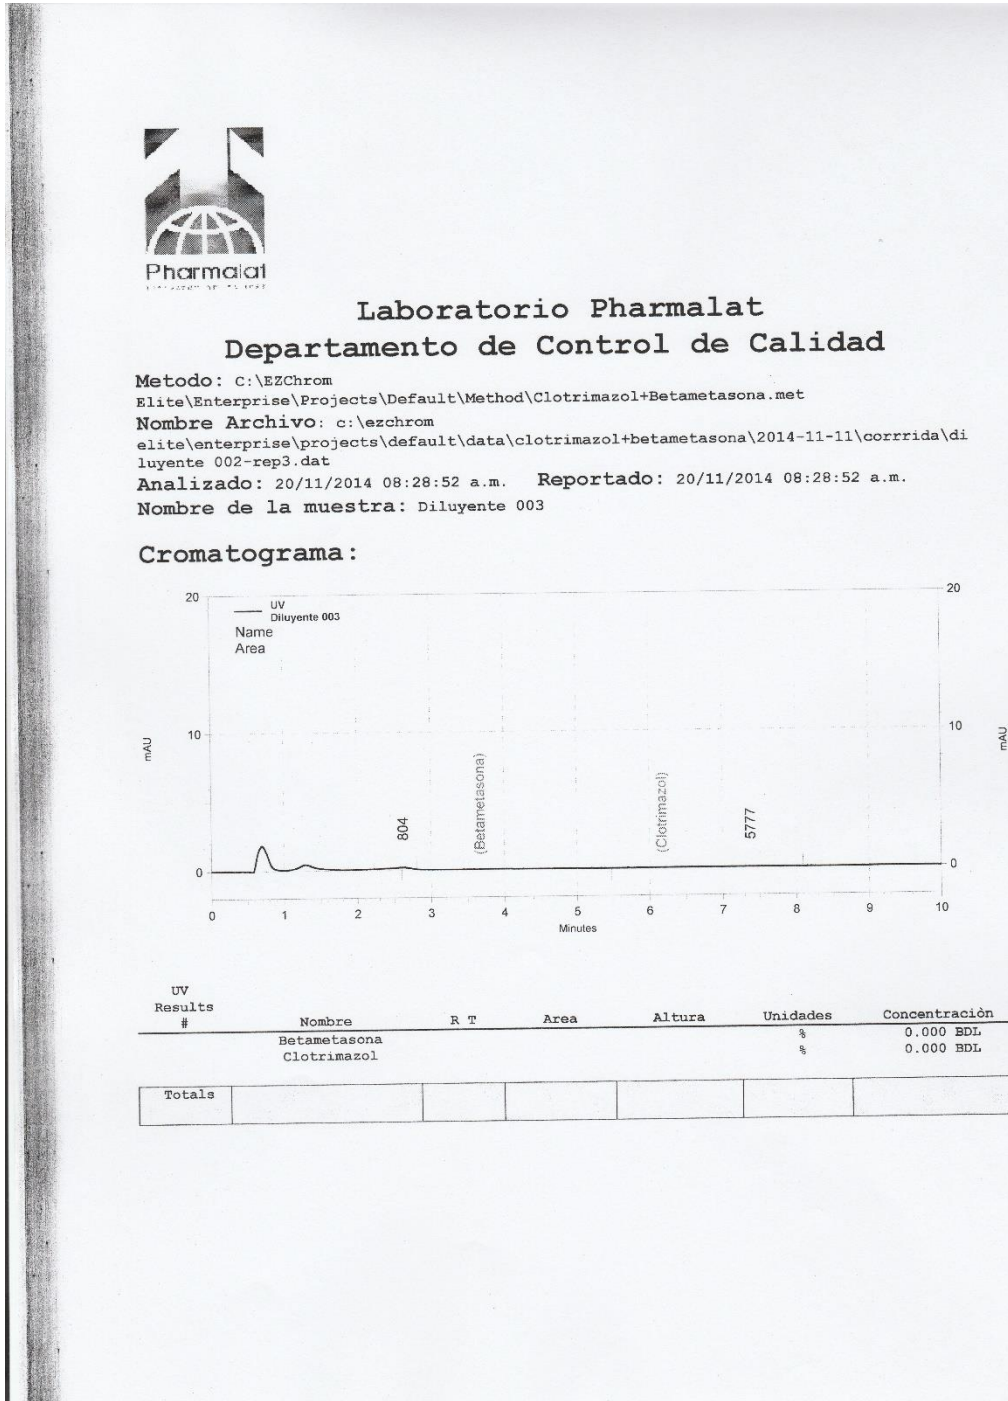 Pharmalat
Laboratorio Pharmalat
Departamento de Control de Calidad
Metodo: C:\EZChrom
Elite\Enterprise\Projects\Default\Method\Clotrimazol+Betametasona.met
Nombre Archivo: c:\ezchrom
elite\enterprise\projects\default\data\clotrimazol+betametasona\2014-11-11\corrrida\di
luyente 002-rep3.dat
Analizado: 20/11/2014 08:28:52 a.m. Reportado: 20/11/2014 08:28:52 a.m.
Nombre de la muestra: Diluyente 003
Cromatograma:
20 20
UV
Diluyente 003
Name
Area
10 10
mAU mAU
804 (Betametasona) (Clotrimazol) 5777
0 0
0 1 2 3 4 5 6 7 8 9 10
Minutes
UV
Results
# Nombre R T Area Altura Unidades Concentraciòn
Betametasona % 0.000 BDL
Clotrimazol % 0.000 BDL
Totals